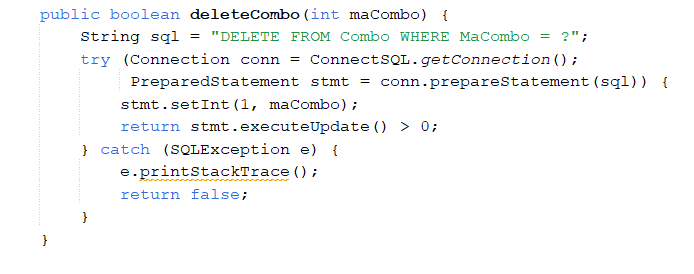 public boolean deleteCombo(int maCombo) {
    String sql = "DELETE FROM Combo WHERE MaCombo = ?";
    try (Connection conn = ConnectSQL.getConnection();
         PreparedStatement stmt = conn.prepareStatement(sql)) {
        stmt.setInt(1, maCombo);
        return stmt.executeUpdate() > 0;
    } catch (SQLException e) {
        e.printStackTrace();
        return false;
    }
}